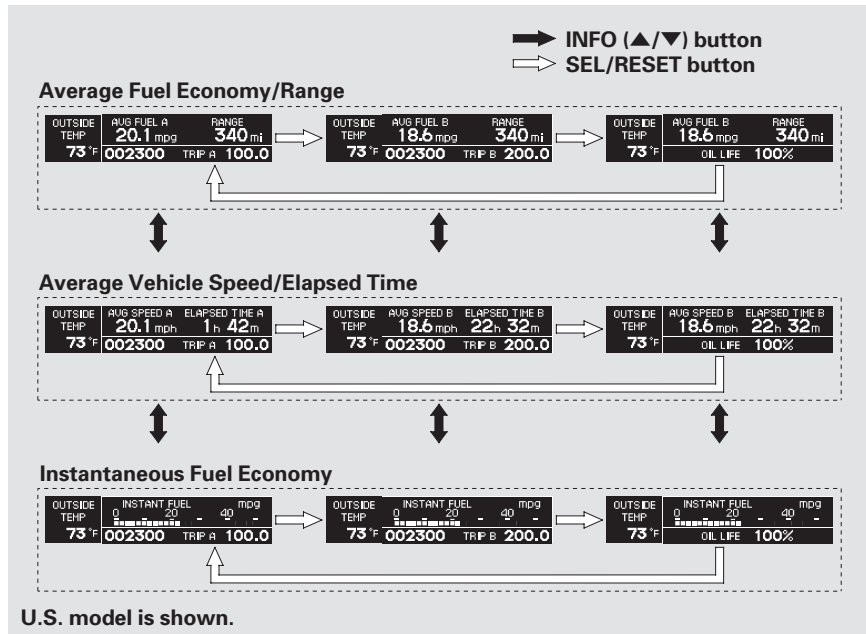 INFO (▲/▼) button
SEL/RESET button
Average Fuel Economy/Range
OUTSIDE TEMP 73°F AVG FUEL A 20.1 mpg RANGE 340 mi 002300 TRIP A 100.0
OUTSIDE TEMP 73°F AVG FUEL B 18.6 mpg RANGE 340 mi 002300 TRIP B 200.0
OUTSIDE TEMP 73°F AVG FUEL B 18.6 mpg RANGE 340 mi OIL LIFE 100%
Average Vehicle Speed/Elapsed Time
OUTSIDE TEMP 73°F AVG SPEED A 20.1 mph ELAPSED TIME A 1h 42m 002300 TRIP A 100.0
OUTSIDE TEMP 73°F AVG SPEED B 18.6 mph ELAPSED TIME B 22h 32m 002300 TRIP B 200.0
OUTSIDE TEMP 73°F AVG SPEED B 18.6 mph ELAPSED TIME B 22h 32m OIL LIFE 100%
Instantaneous Fuel Economy
OUTSIDE TEMP 73°F INSTANT FUEL mpg 0 20 40 002300 TRIP A 100.0
OUTSIDE TEMP 73°F INSTANT FUEL mpg 0 20 40 002300 TRIP B 200.0
OUTSIDE TEMP 73°F INSTANT FUEL mpg 0 20 40 OIL LIFE 100%
U.S. model is shown.